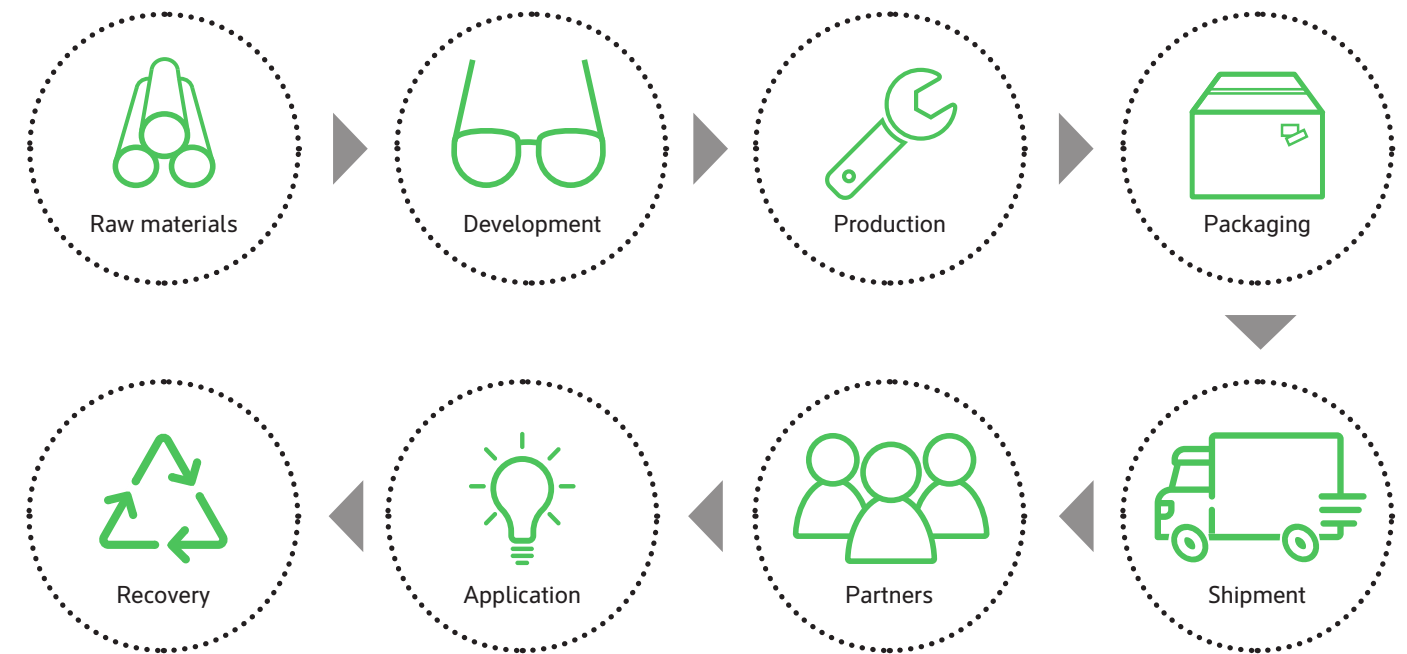 Raw materials
Development
Production
Packaging
Recovery
Application
Partners
Shipment